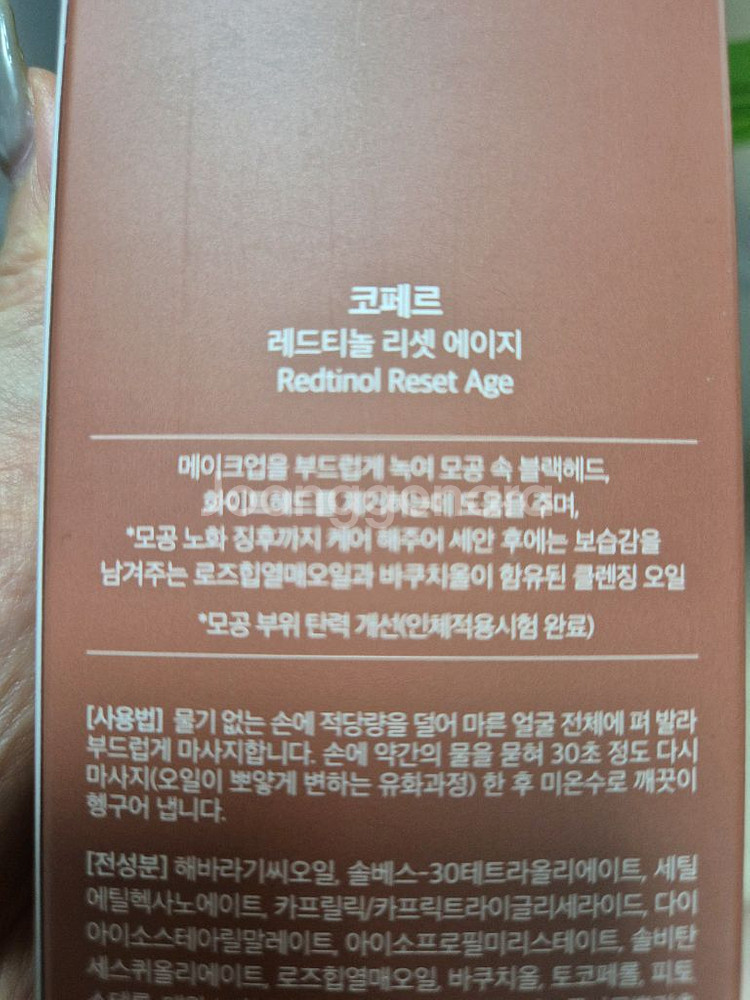 코페르
레드티놀 리셋 에이지
Redtinol Reset Age
메이크업을 부드럽게 녹여 모공 속 블랙헤드,
화이트헤드를 제거하는데 도움을 주며,
*모공 노화 징후까지 케어 해주어 세안 후에는 보습감을
남겨주는 로즈힙열매오일과 바쿠치올이 함유된 클렌징 오일
*모공 부위 탄력 개선(인체적용시험 완료)
[사용법] 물기 없는 손에 적당량을 덜어 마른 얼굴 전체에 펴 발라
부드럽게 마사지합니다. 손에 약간의 물을 묻혀 30초 정도 다시
마사지(오일이 뽀얗게 변하는 유화과정) 한 후 미온수로 깨끗이
헹구어 냅니다.
[전성분] 해바라기씨오일, 솔베스-30테트라올리에이트, 세틸
에틸헥사노에이트, 카프릴릭/카프릭트라이글리세라이드, 다이
아이소스테아릴말레이트, 아이소프로필미리스테이트, 솔비탄
세스퀴올리에이트, 로즈힙열매오일, 바쿠치올, 토코페롤, 피토